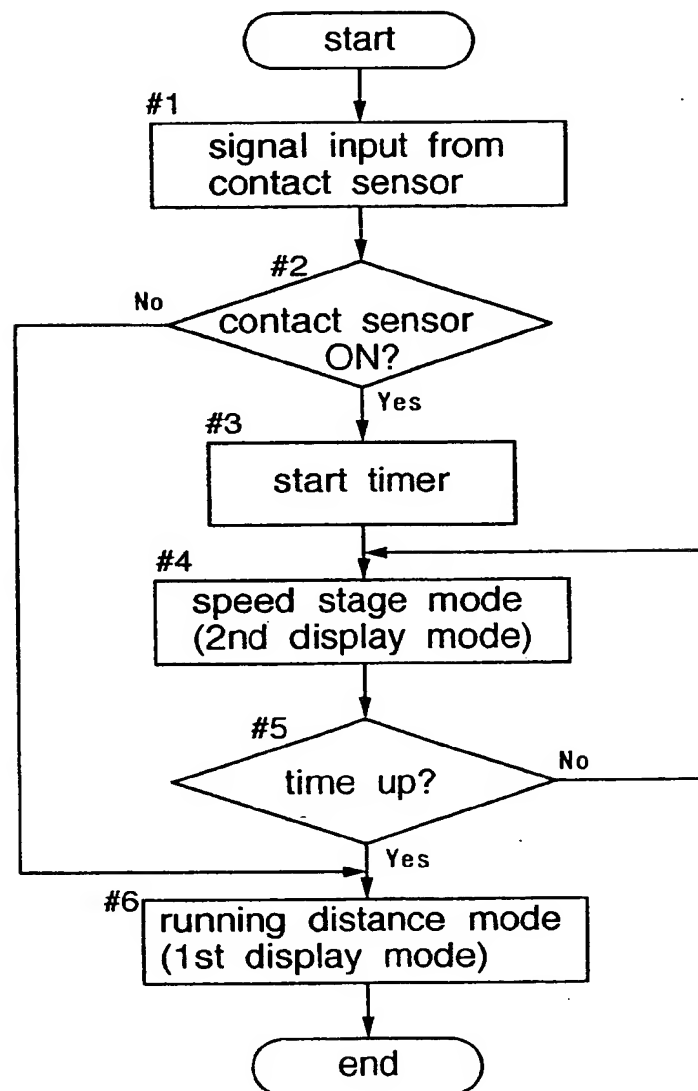 start
#1
signal input from
contact sensor
#2
No
contact sensor
ON?
Yes
#3
start timer
#4
speed stage mode
(2nd display mode)
#5
time up?
No
Yes
#6
running distance mode
(1st display mode)
end